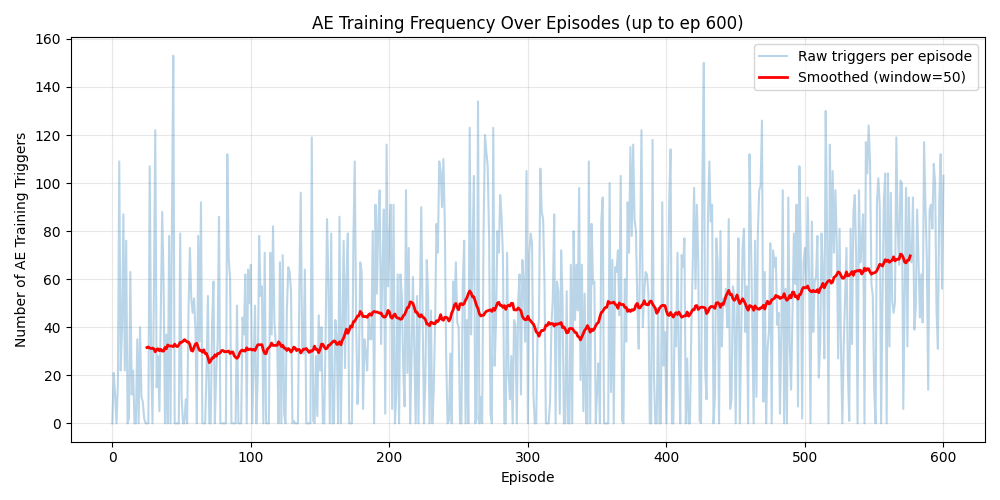 AE Training Frequency Over Episodes (up to ep 600)
Raw triggers per episode
Smoothed (window=50)
Number of AE Training Triggers
160
140
120
100
80
60
40
20
0
0 100 200 300 400 500 600
Episode